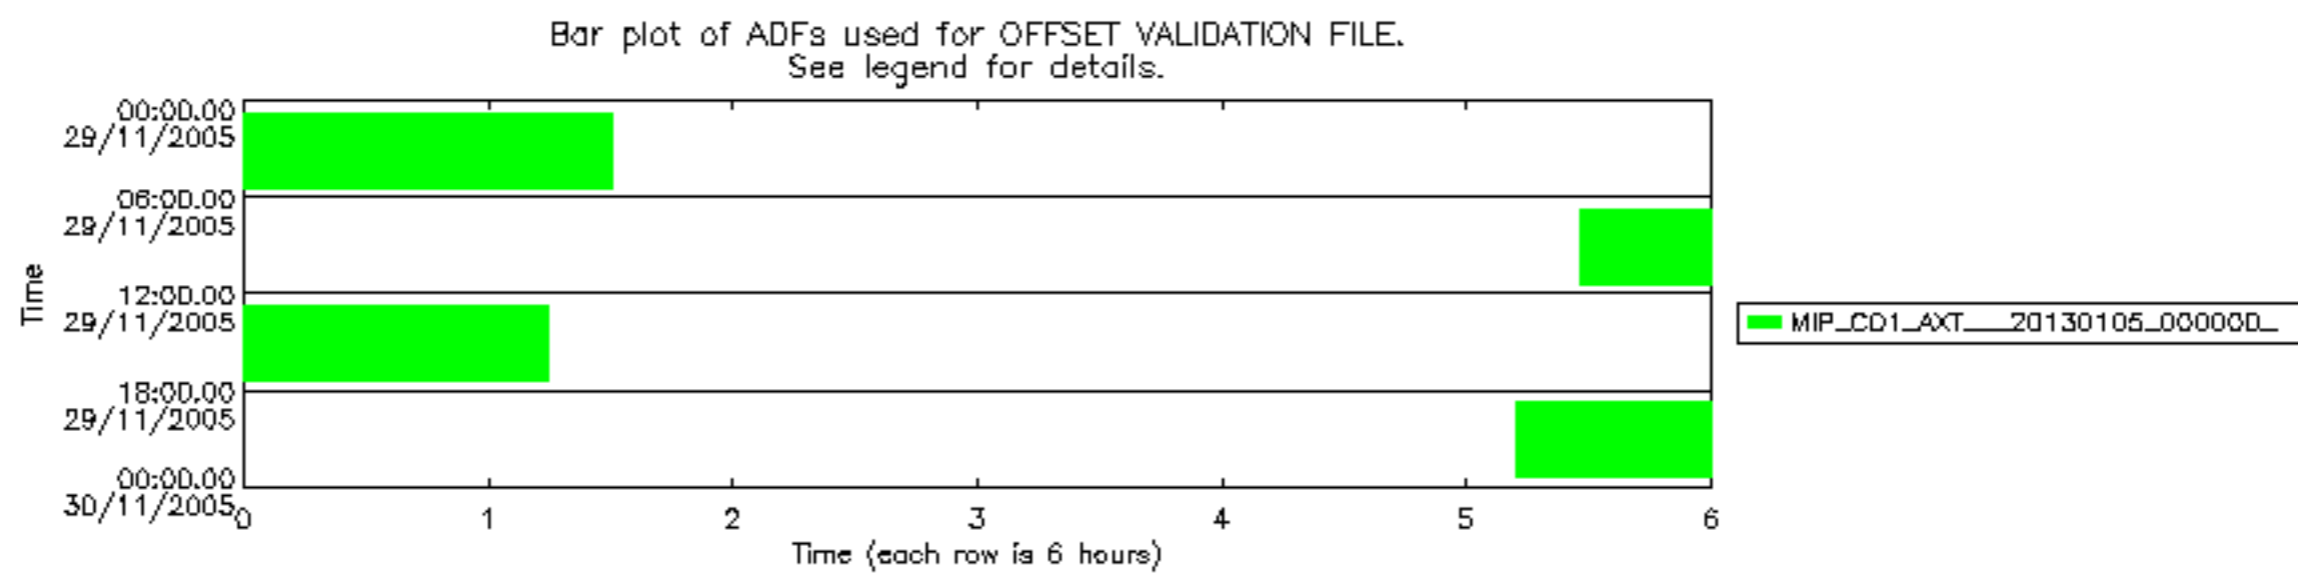 Bar plot of ADFs used for OFFSET VALIDATION FILE.
See legend for details.
00:00.00
29/11/2005
06:00.00
29/11/2005
12:00.00
29/11/2005
18:00.00
29/11/2005
00:00.00
30/11/2005
Time
0 1 2 3 4 5 6
Time (each row is 6 hours)
MIP_CO1_AXT___20130105_000000_